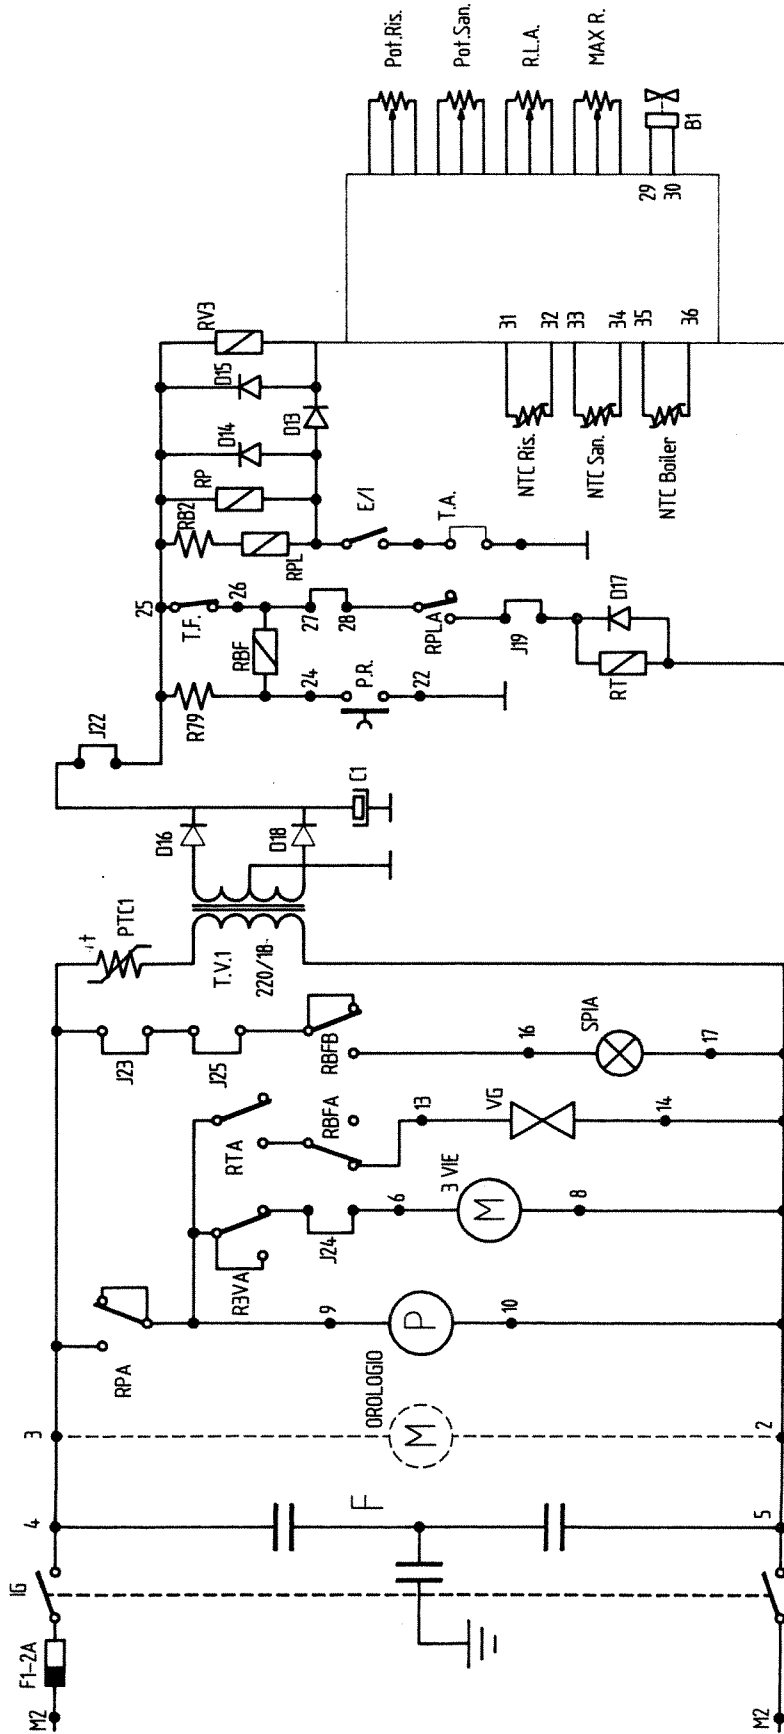 M2
F1-2A
IG
4
5
M2
F
3
OROLOGIO
M
2
RPA
9
P
10
R3VA
J24
6
3 VIE
M
8
RTA
RBFA
13
VG
14
J23
J25
RBFB
16
SPIA
17
PTC1
T.V.1
220/18
D16
D18
C1
J22
R79
24
P.R.
22
RBF
25
T.F.
26
27
28
RPLA
J19
RT
D17
RB2
RPL
E/I
T.A.
RP
D14
D13
D15
RV3
31
32
33
34
35
36
NTC Ris.
NTC San.
NTC Boiler
29
30
Pot.Ris.
Pot.San.
R.L.A.
MAX R.
B1